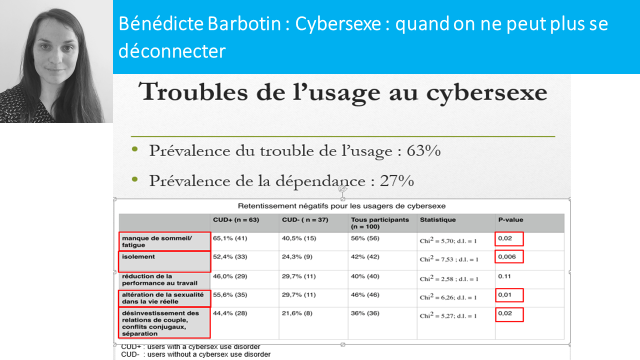 Bénédicte Barbotin : Cybersexe : quand on ne peut plus se
déconnecter
Troubles de l’usage au cybersexe
• Prévalence du trouble de l’usage : 63%
• Prévalence de la dépendance : 27%
Retentissement négatifs pour les usagers de cybersexe
CUD+ (n = 63) CUD- ( n = 37) Tous participants Statistique P-value
(n = 100)
manque de sommeil/ 65,1% (41) 40,5% (15) 56% (56) Chi² = 5,70; d.l. = 1 0,02
fatigue
isolement 52,4% (33) 24,3% (9) 42% (42) Chi² = 7,53 ; d.l. = 1 0,006
réduction de la 46,0% (29) 29,7% (11) 40% (40) Chi² = 2,58 ; d.l. = 1 0.11
performance au travail
altération de la sexualité 55,6% (35) 29,7% (11) 46% (46) Chi² = 6,26; d.l. = 1 0,01
dans la vie réelle
désinvestissement des 44,4% (28) 21,6% (8) 36% (36) Chi² = 5,27; d.l. = 1 0,02
relations de couple,
conflits conjugaux,
séparation
CUD+ : users with a cybersex use disorder
CUD- : users without a cybersex use disorder